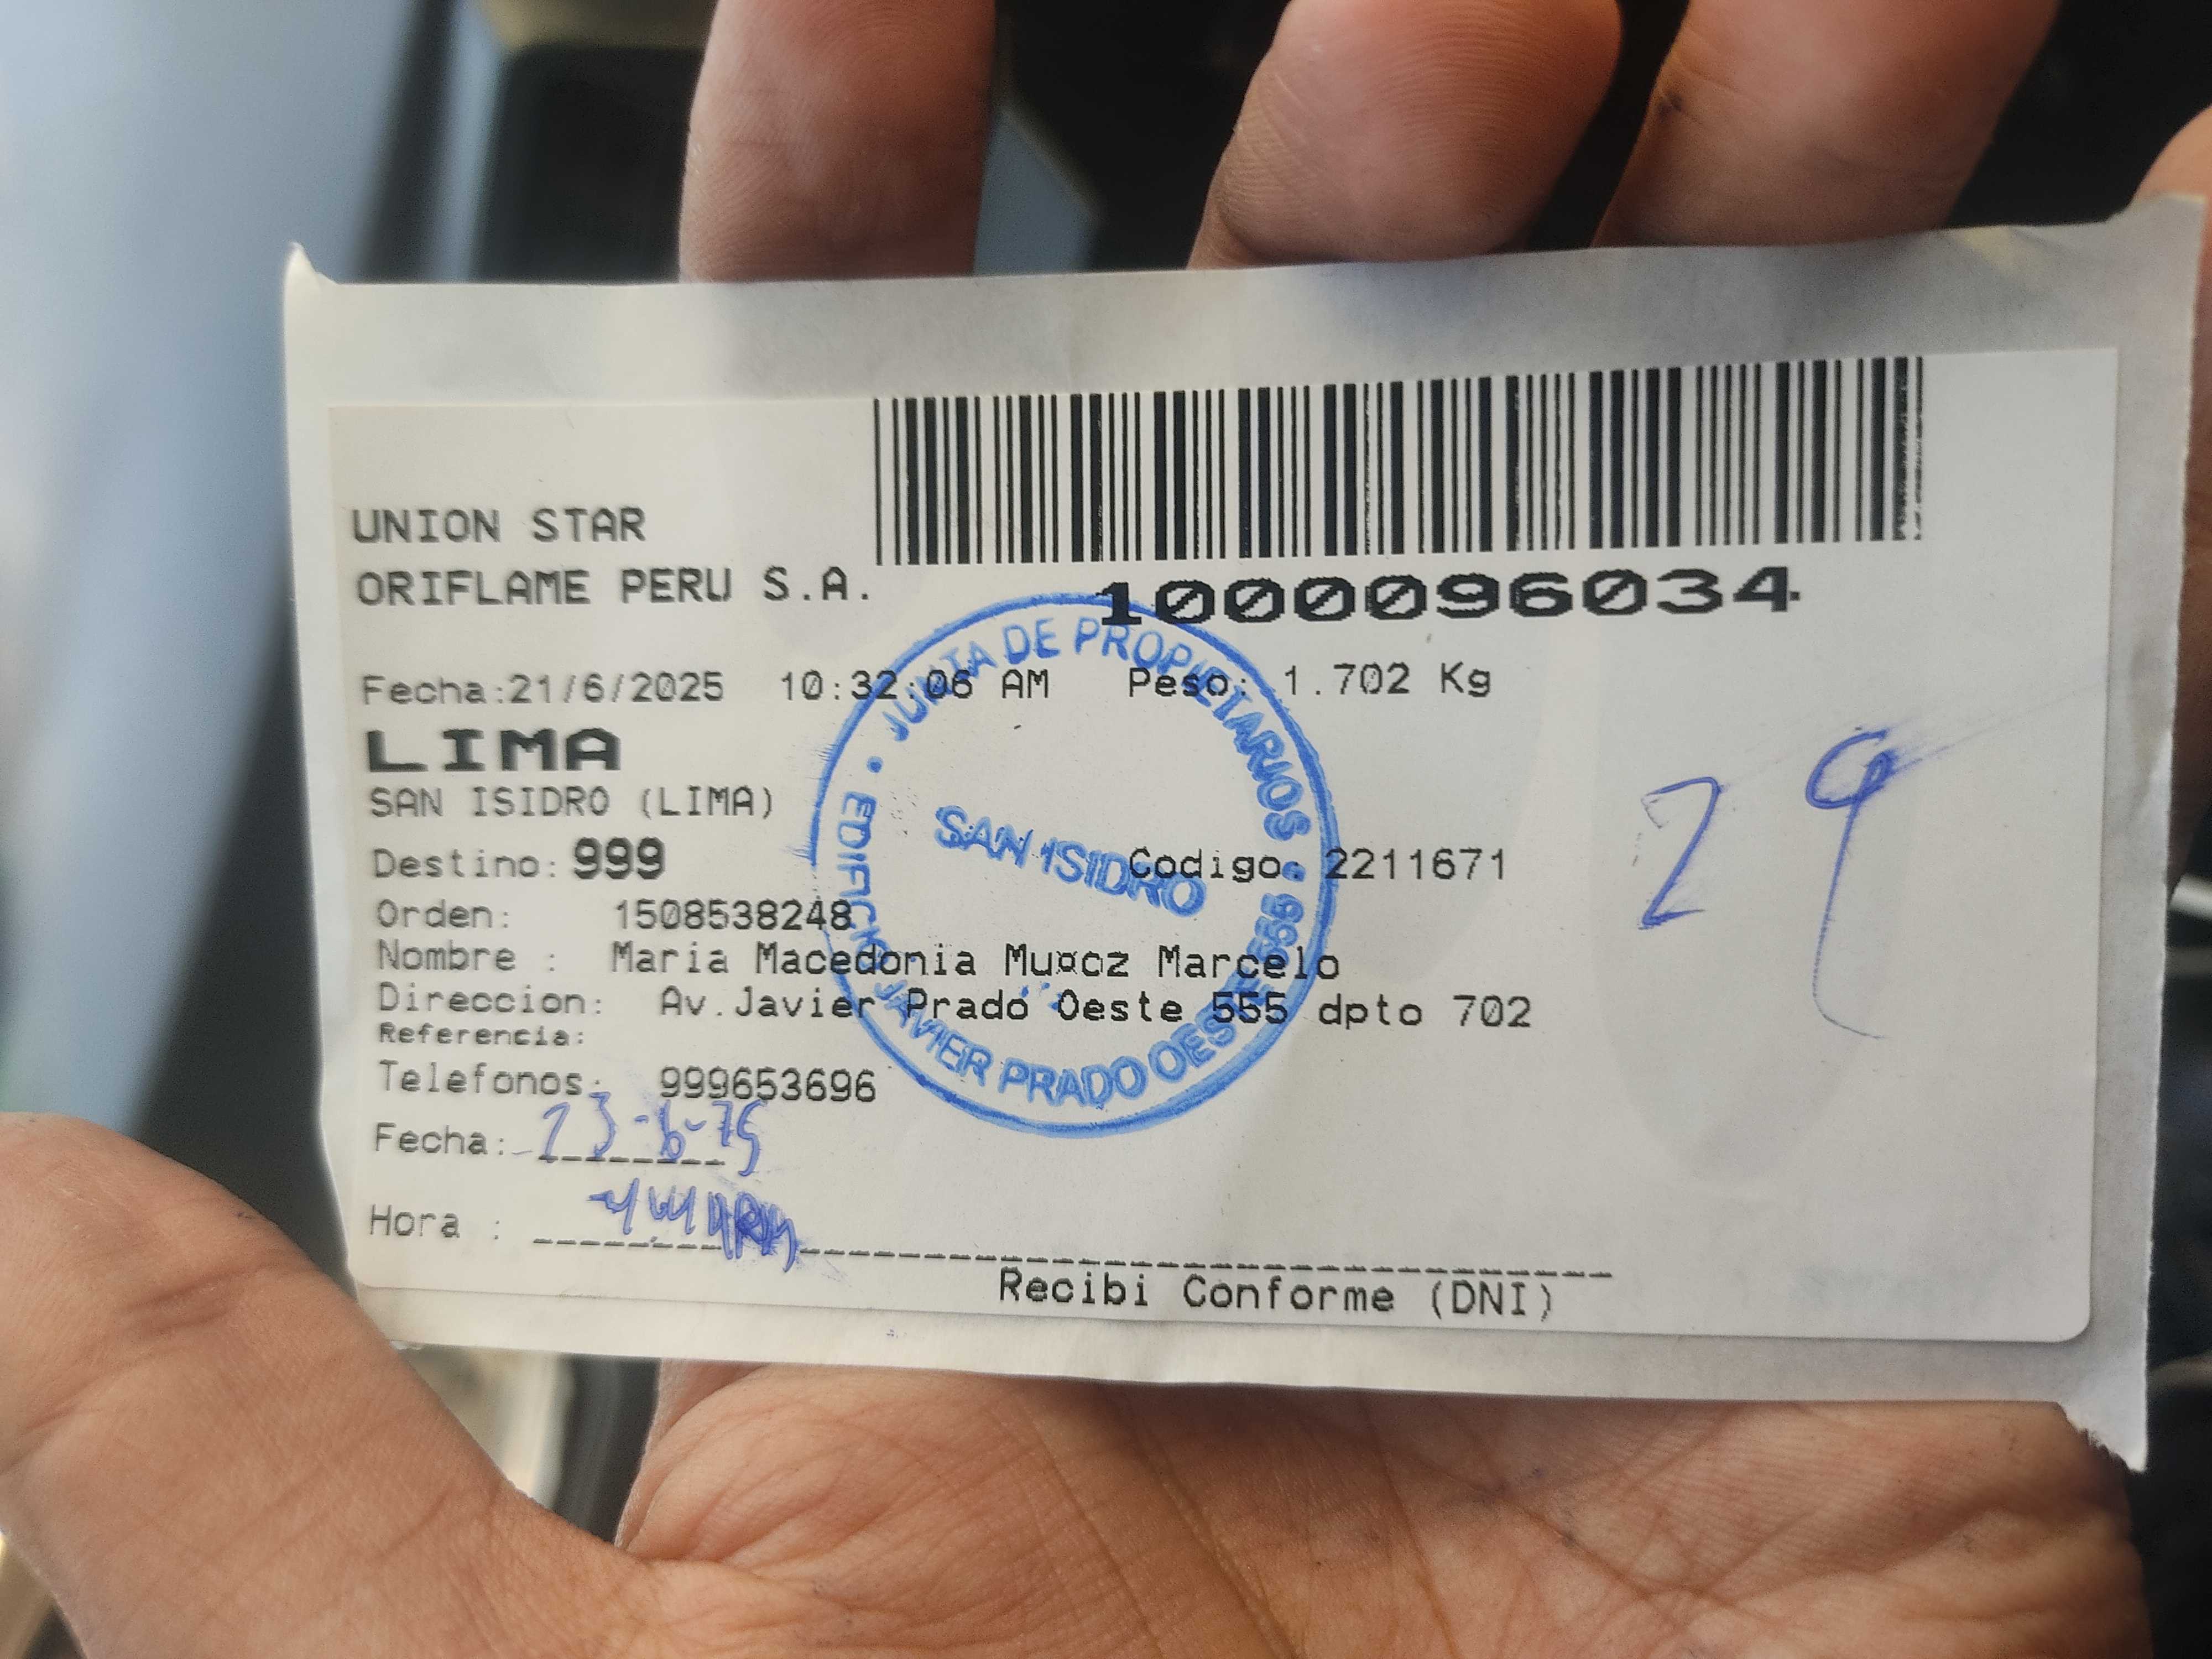 UNION STAR
ORIFLAME PERU S.A.
1000096034
Fecha:21/6/2025 10:32:06 AM Peso: 1.702 Kg
LIMA
SAN ISIDRO (LIMA)
Destino: 999 Codigo: 2211671
Orden: 1508538248
Nombre : Maria Macedonia Mu¤oz Marcelo
Direccion: Av.Javier Prado Oeste 555 dpto 702
Referencia:
Telefonos: 999653696
Fecha: 23-6-25
Hora :
Recibi Conforme (DNI)
29
JUNTA DE PROPIETARIOS
SAN ISIDRO
EDIFICIO JAVIER PRADO OESTE 555